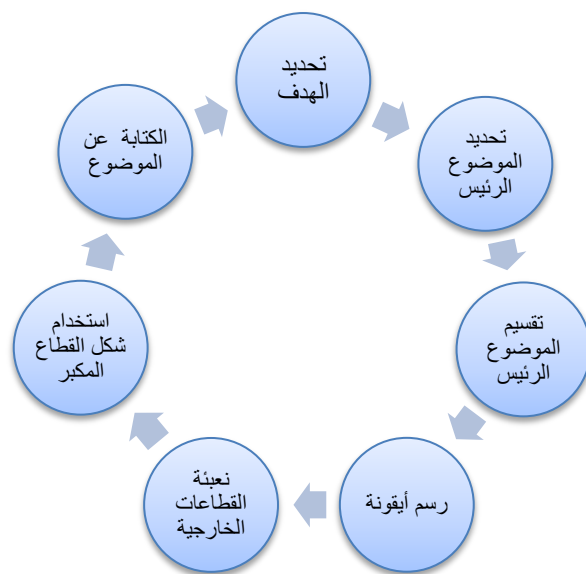 تحديد
الهدف
تحديد
الموضوع
الرئيس
تقسيم
الموضوع
الرئيس
رسم أيقونة
نعبئة
القطاعات
الخارجية
استخدام
شكل القطاع
المكبر
الكتابة عن
الموضوع